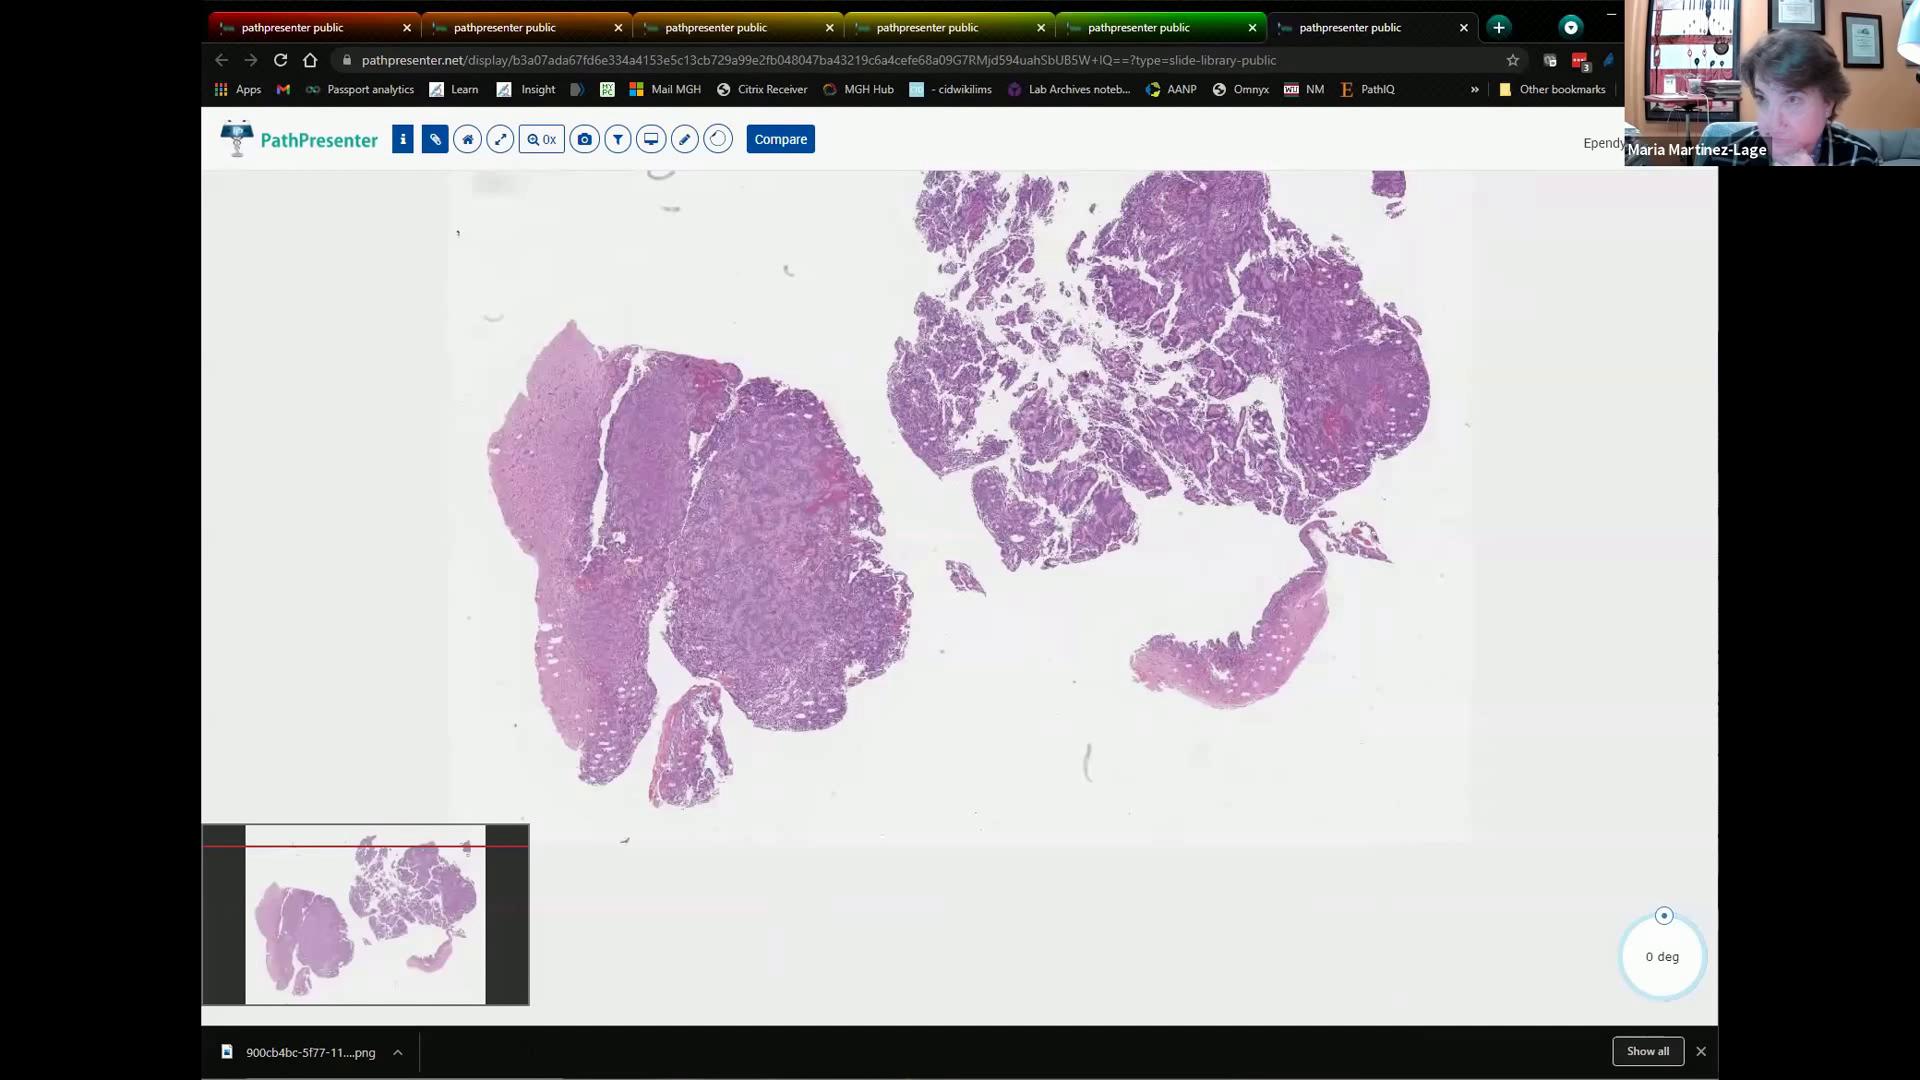 pathpresenter public pathpresenter public pathpresenter public pathpresenter public pathpresenter public pathpresenter public
pathpresenter.net/display/b3a07ada67fd6e334a4153e5c13cb729a99e2fb048047ba43219c6a4cefe68a09G7RMjd594uahSbUB5W+IQ==?type=slide-library-public
3
Apps Passport analytics Learn Insight Mail MGH Citrix Receiver MGH Hub - cidwikilims Lab Archives noteb... AANP Omnyx NM PathIQ » Other bookmarks
PathPresenter 0x Compare Ependy
Maria Martinez-Lage
0 deg
900cb4bc-5f77-11....png Show all